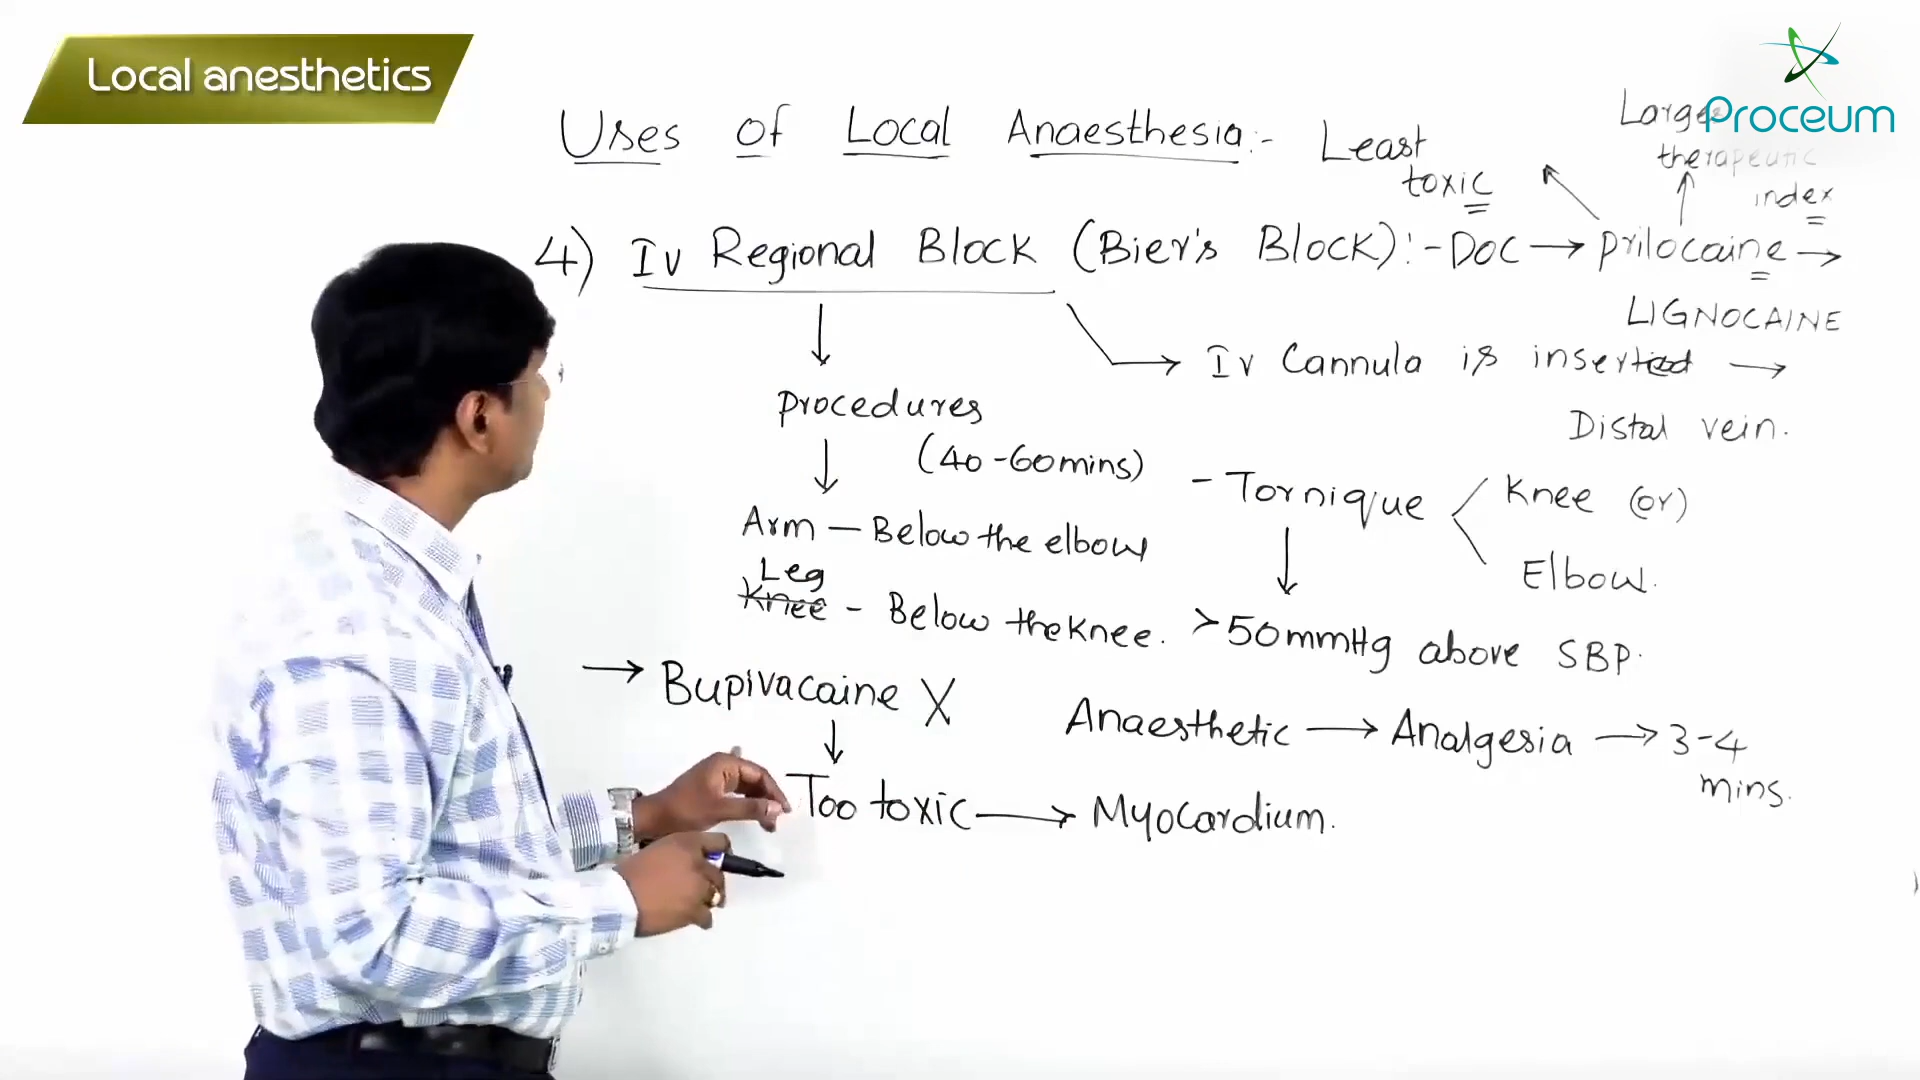 Local anesthetics
Proceum
Uses of Local Anaesthesia:- Least toxic
Large therapeutic index
4) Iv Regional Block (Bier's Block):- DOC → prilocaine →
LIGNOCAINE
→ Iv Cannula is inserted →
Distal vein.
procedures
(40-60mins)
Arm – Below the elbow
Leg
Knee - Below the knee.
- Tornique < Knee (or)
Elbow.
>50mmHg above SBP.
→ Bupivacaine X
Anaesthetic → Analgesia → 3-4 mins.
Too toxic → Myocardium.